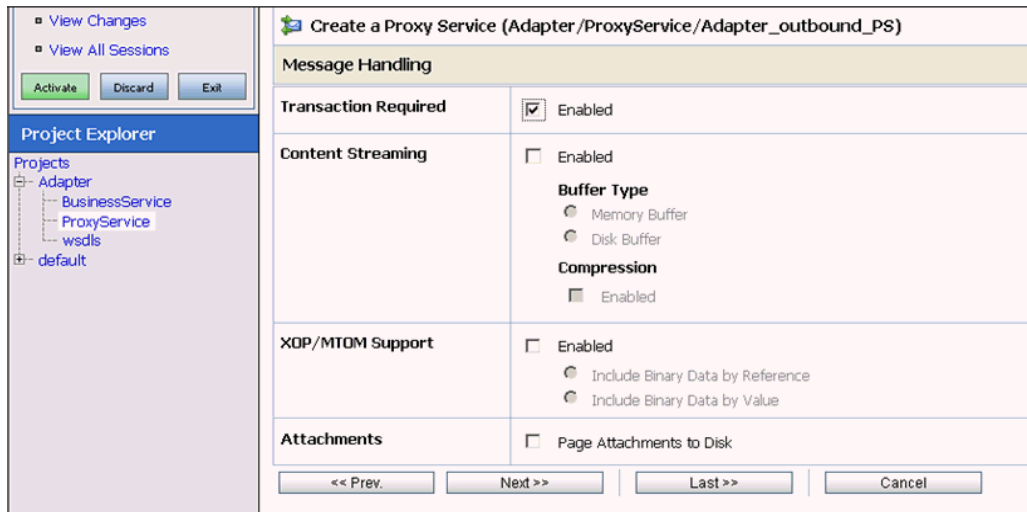 View Changes
View All Sessions
Activate Discard Exit
Project Explorer
Projects
Adapter
BusinessService
ProxyService
wsdls
default
Create a Proxy Service (Adapter/ProxyService/Adapter_outbound_PS)
Message Handling
Transaction Required Enabled
Content Streaming Enabled
Buffer Type
Memory Buffer
Disk Buffer
Compression
Enabled
XOP/MTOM Support Enabled
Include Binary Data by Reference
Include Binary Data by Value
Attachments Page Attachments to Disk
<< Prev. Next >> Last >> Cancel